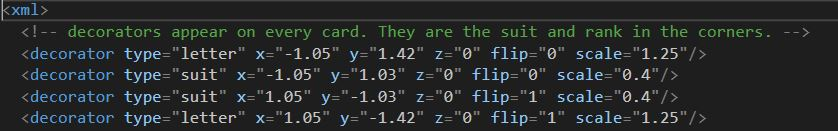 <xml>
<!-- decorators appear on every card. They are the suit and rank in the corners. -->
<decorator type="letter" x="-1.05" y="1.42" z="0" flip="0" scale="1.25"/>
<decorator type="suit" x="-1.05" y="1.03" z="0" flip="0" scale="0.4"/>
<decorator type="suit" x="1.05" y="-1.03" z="0" flip="1" scale="0.4"/>
<decorator type="letter" x="1.05" y="-1.42" z="0" flip="1" scale="1.25"/>